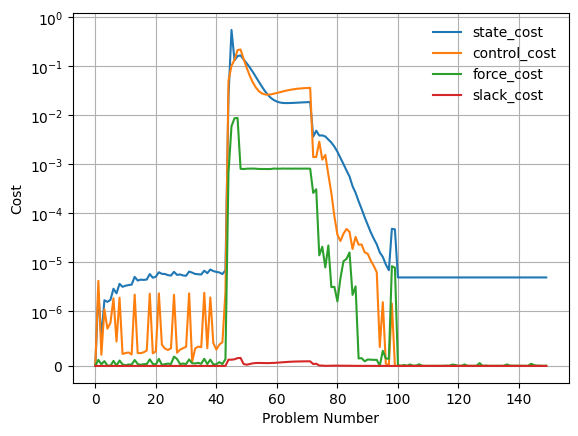 10⁰
10⁻¹
10⁻²
10⁻³
10⁻⁴
10⁻⁵
10⁻⁶
0
Cost
state_cost
control_cost
force_cost
slack_cost
0 20 40 60 80 100 120 140
Problem Number